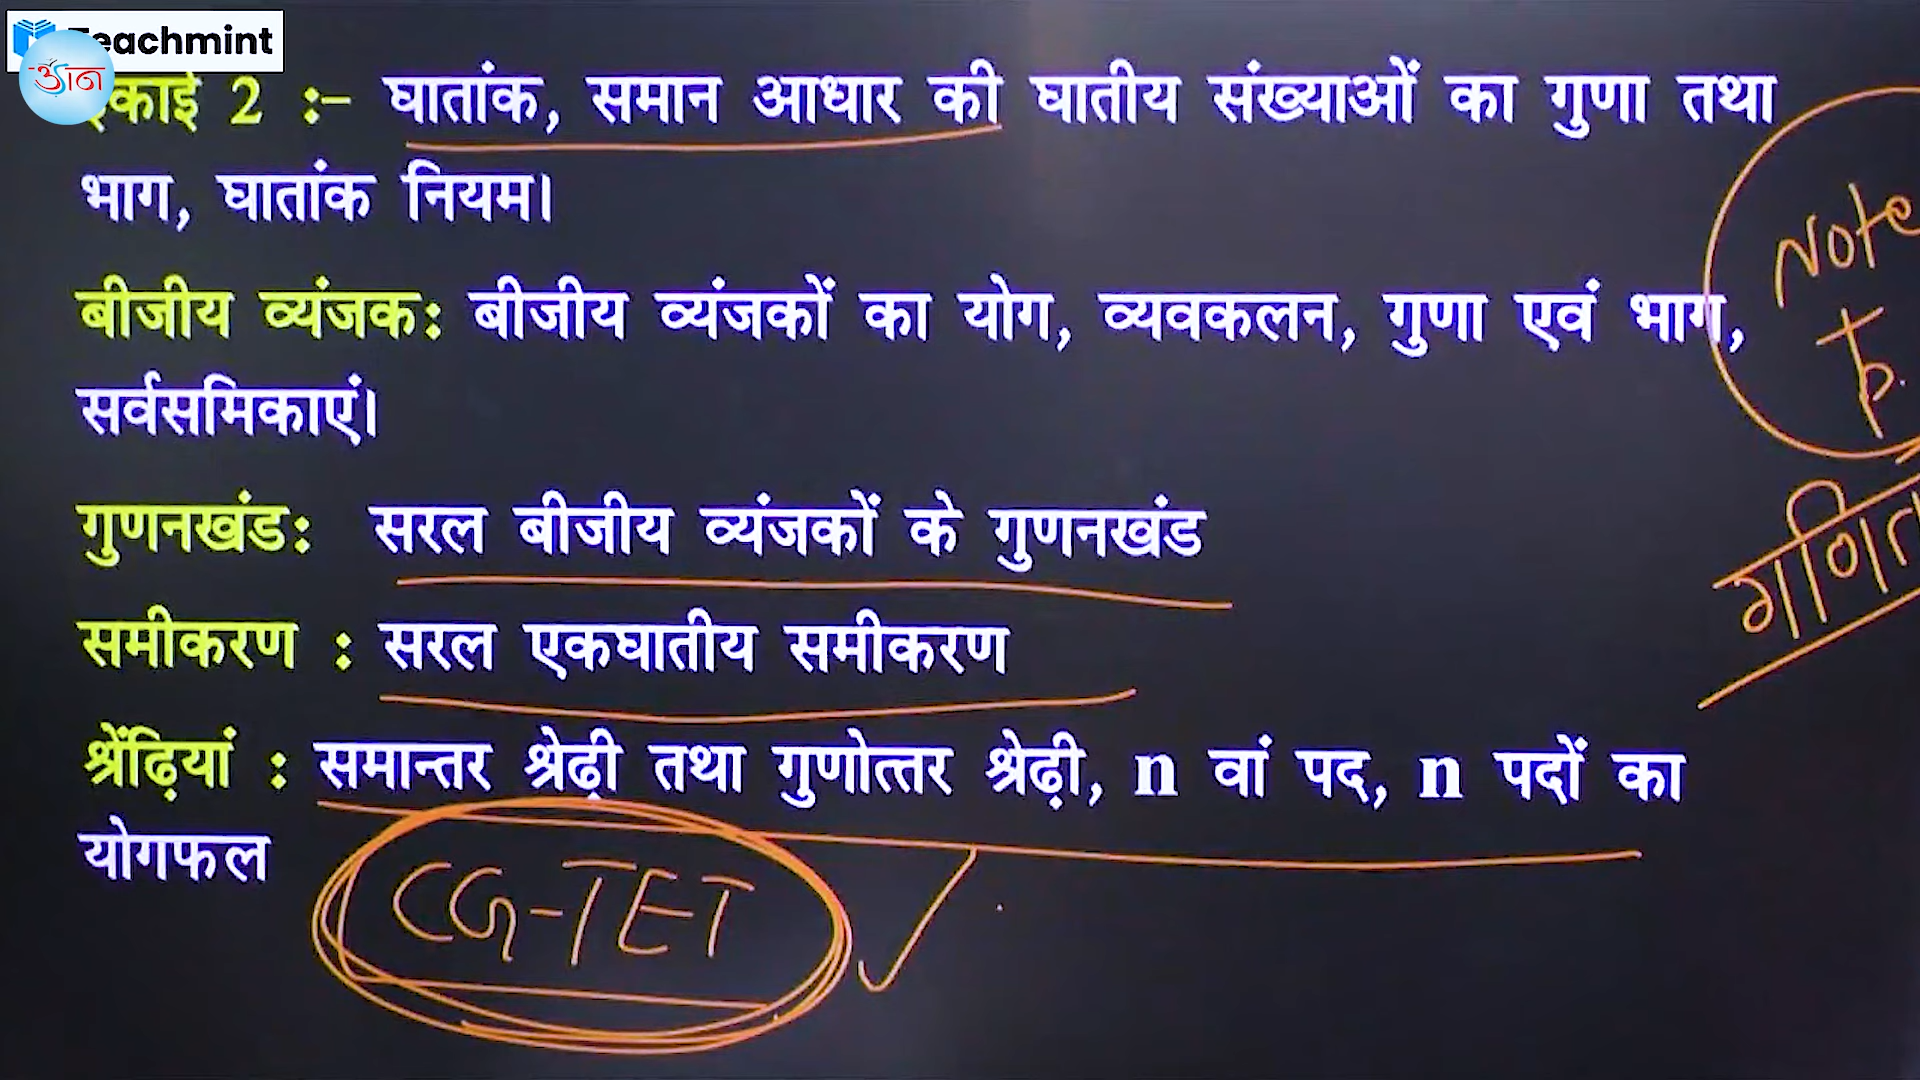 Teachmint
ज्ञान
इकाई 2 :– घातांक, समान आधार की घातीय संख्याओं का गुणा तथा
भाग, घातांक नियम।
बीजीय व्यंजक: बीजीय व्यंजकों का योग, व्यवकलन, गुणा एवं भाग,
सर्वसमिकाएं।
गुणनखंड: सरल बीजीय व्यंजकों के गुणनखंड
समीकरण : सरल एकघातीय समीकरण
श्रेंढ़ियां : समान्तर श्रेढ़ी तथा गुणोत्तर श्रेढ़ी, n वां पद, n पदों का
योगफल
CG-TET
Note
गणित